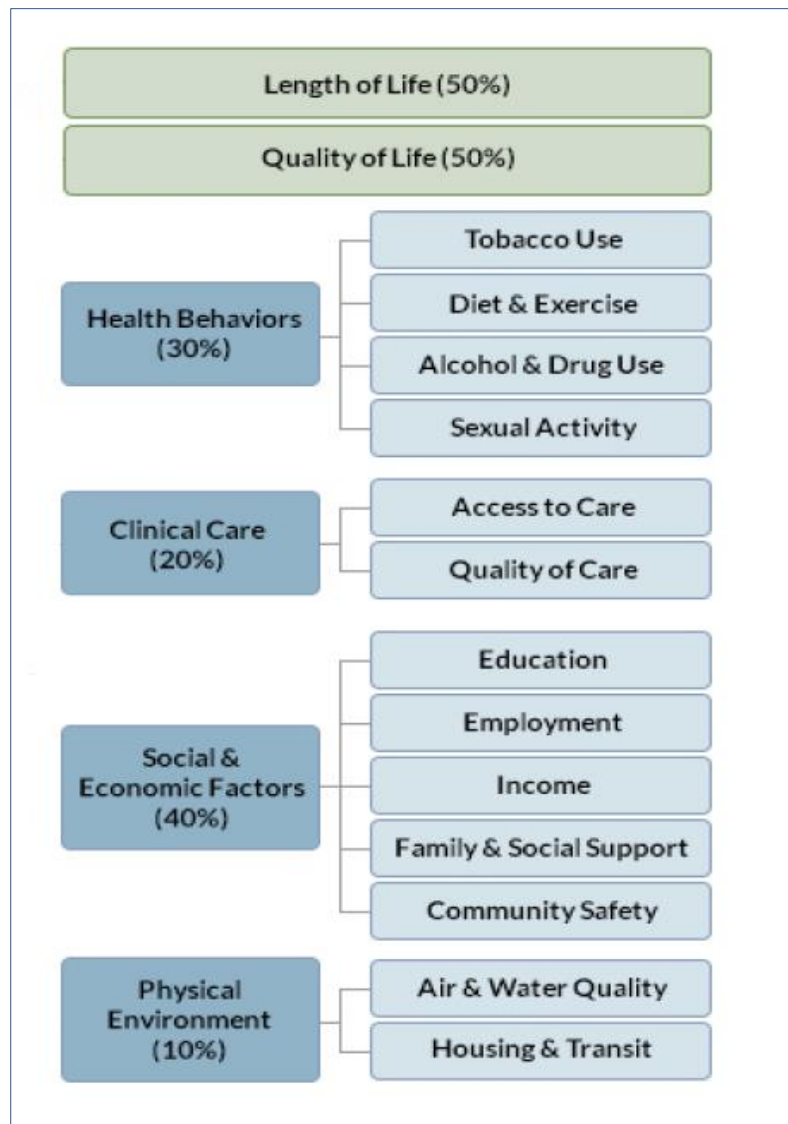 Length of Life (50%)
Quality of Life (50%)
Health Behaviors
(30%)
Tobacco Use
Diet & Exercise
Alcohol & Drug Use
Sexual Activity
Clinical Care
(20%)
Access to Care
Quality of Care
Social &
Economic Factors
(40%)
Education
Employment
Income
Family & Social Support
Community Safety
Physical
Environment
(10%)
Air & Water Quality
Housing & Transit